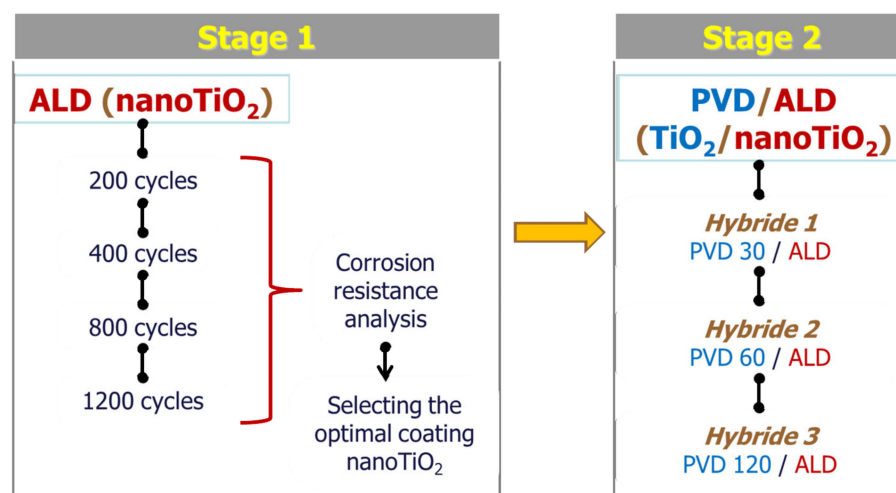 Stage 1
ALD (nanoTiO₂)
200 cycles
400 cycles
800 cycles
1200 cycles
Corrosion
resistance
analysis
Selecting the
optimal coating
nanoTiO₂
Stage 2
PVD/ALD
(TiO₂/nanoTiO₂)
Hybride 1
PVD 30 / ALD
Hybride 2
PVD 60 / ALD
Hybride 3
PVD 120 / ALD